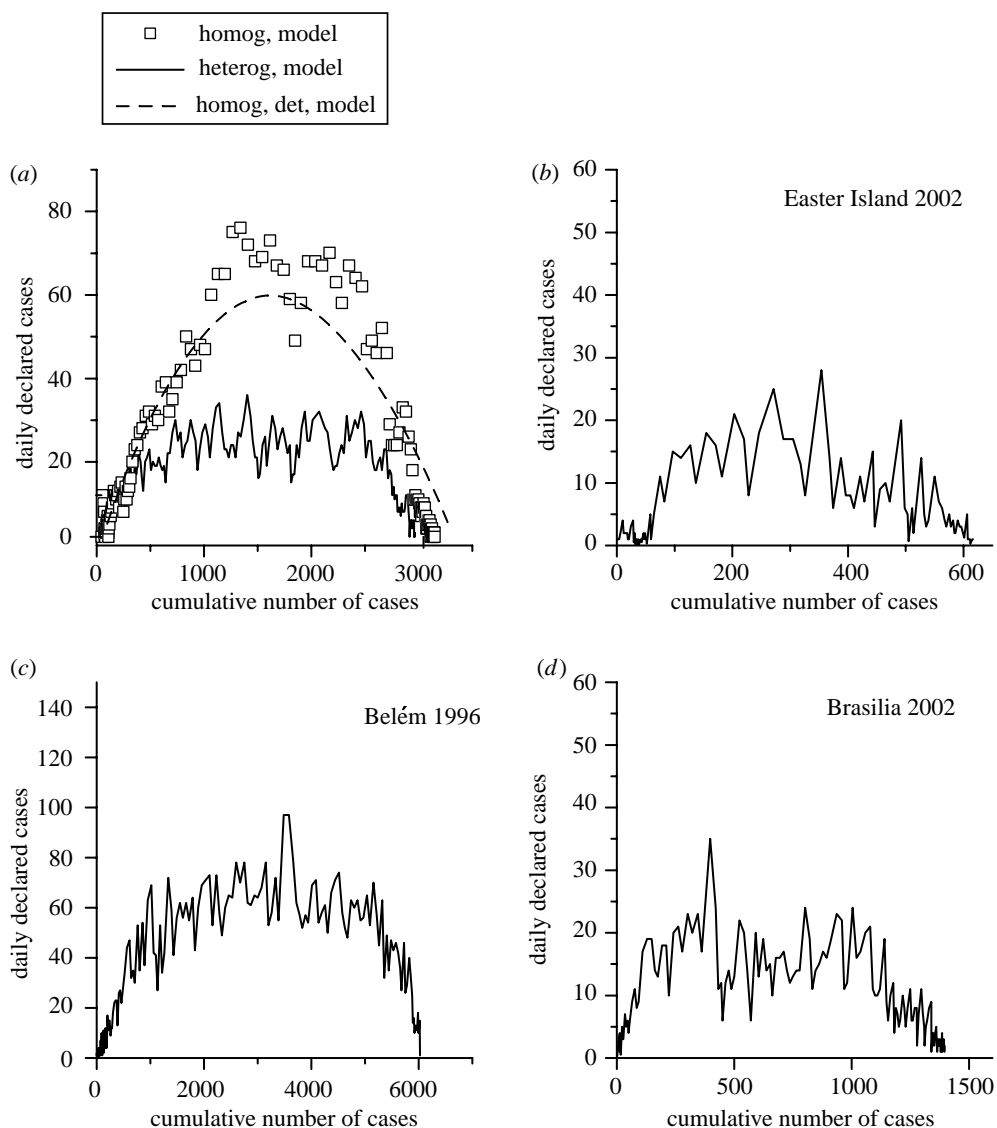 homog, model
heterog, model
homog, det, model
(a)
80
60
40
20
0
daily declared cases
0 1000 2000 3000
cumulative number of cases
(b)
Easter Island 2002
60
50
40
30
20
10
0
daily declared cases
0 200 400 600
cumulative number of cases
(c)
Belém 1996
140
120
100
80
60
40
20
0
daily declared cases
0 2000 4000 6000
cumulative number of cases
(d)
Brasilia 2002
60
50
40
30
20
10
0
daily declared cases
0 500 1000 1500
cumulative number of cases